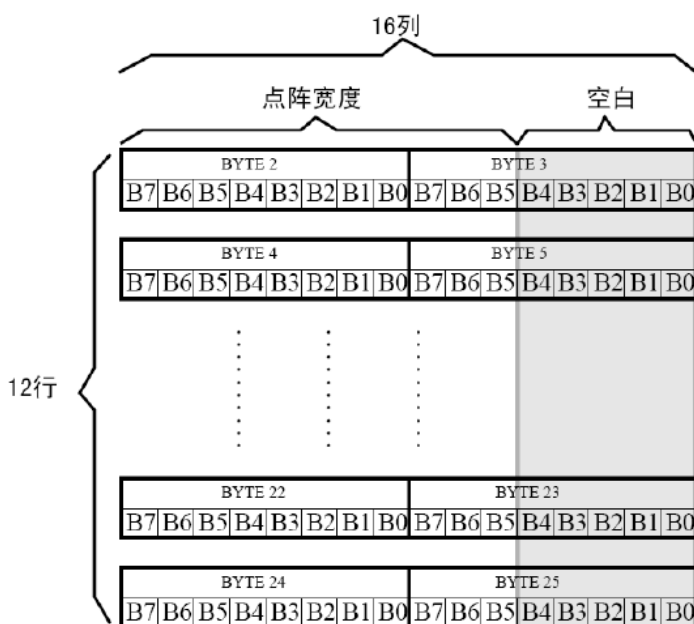 16列
点阵宽度 空白
BYTE 2 BYTE 3
B7 B6 B5 B4 B3 B2 B1 B0 B7 B6 B5 B4 B3 B2 B1 B0
BYTE 4 BYTE 5
B7 B6 B5 B4 B3 B2 B1 B0 B7 B6 B5 B4 B3 B2 B1 B0
12行
BYTE 22 BYTE 23
B7 B6 B5 B4 B3 B2 B1 B0 B7 B6 B5 B4 B3 B2 B1 B0
BYTE 24 BYTE 25
B7 B6 B5 B4 B3 B2 B1 B0 B7 B6 B5 B4 B3 B2 B1 B0